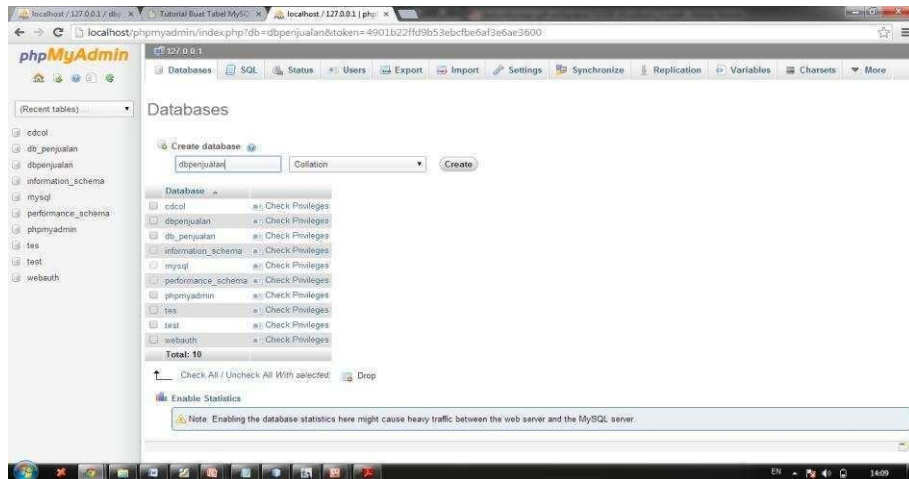 localhost / 127.0.0.1 / dbp
Tutorial Buat Tabel MySQ
localhost / 127.0.0.1 | php
localhost/phpmyadmin/index.php?db=dbpenjualan&token=4901b22ffd9b53ebcfbe6af3e6ae3600
phpMyAdmin
127.0.0.1
Databases SQL Status Users Export Import Settings Synchronize Replication Variables Charsets More
(Recent tables) ...
cdcol
db_penjualan
dbpenjualan
information_schema
mysql
performance_schema
phpmyadmin
tes
test
webauth
Databases
Create database
dbpenjualan Collation Create
Database
cdcol Check Privileges
dbpenjualan Check Privileges
db_penjualan Check Privileges
information_schema Check Privileges
mysql Check Privileges
performance_schema Check Privileges
phpmyadmin Check Privileges
tes Check Privileges
test Check Privileges
webauth Check Privileges
Total: 10
Check All / Uncheck All With selected: Drop
Enable Statistics
Note: Enabling the database statistics here might cause heavy traffic between the web server and the MySQL server.
EN 14:09